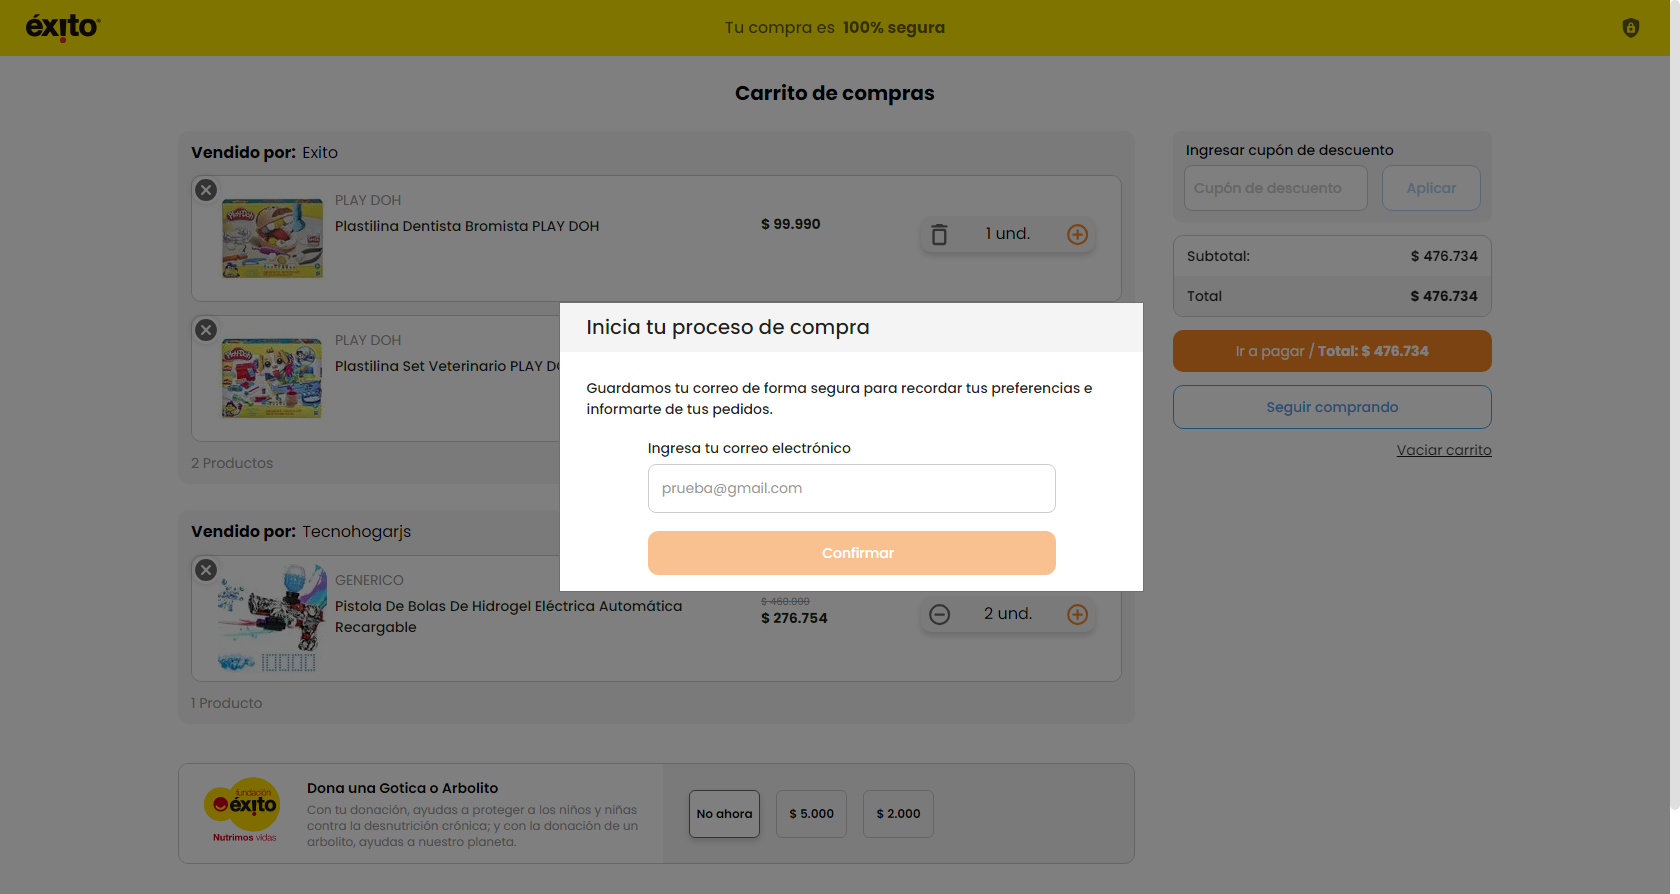 éxito
Tu compra es 100% segura
Carrito de compras
Vendido por: Exito
PLAY DOH
Plastilina Dentista Bromista PLAY DOH
$ 99.990
1 und.
PLAY DOH
Plastilina Set Veterinario PLAY
2 Productos
Vendido por: Tecnohogarjs
GENERICO
Pistola De Bolas De Hidrogel Eléctrica Automática
Recargable
$ 460.000
$ 276.754
2 und.
1 Producto
Inicia tu proceso de compra
Guardamos tu correo de forma segura para recordar tus preferencias e
informarte de tus pedidos.
Ingresa tu correo electrónico
prueba@gmail.com
Confirmar
Ingresar cupón de descuento
Cupón de descuento
Aplicar
Subtotal: $ 476.734
Total $ 476.734
Ir a pagar / Total: $ 476.734
Seguir comprando
Vaciar carrito
fundación
éxito
Nutrimos vidas
Dona una Gotica o Arbolito
Con tu donación, ayudas a proteger a los niños y niñas
contra la desnutrición crónica; y con la donación de un
arbolito, ayudas a nuestro planeta.
No ahora
$ 5.000
$ 2.000